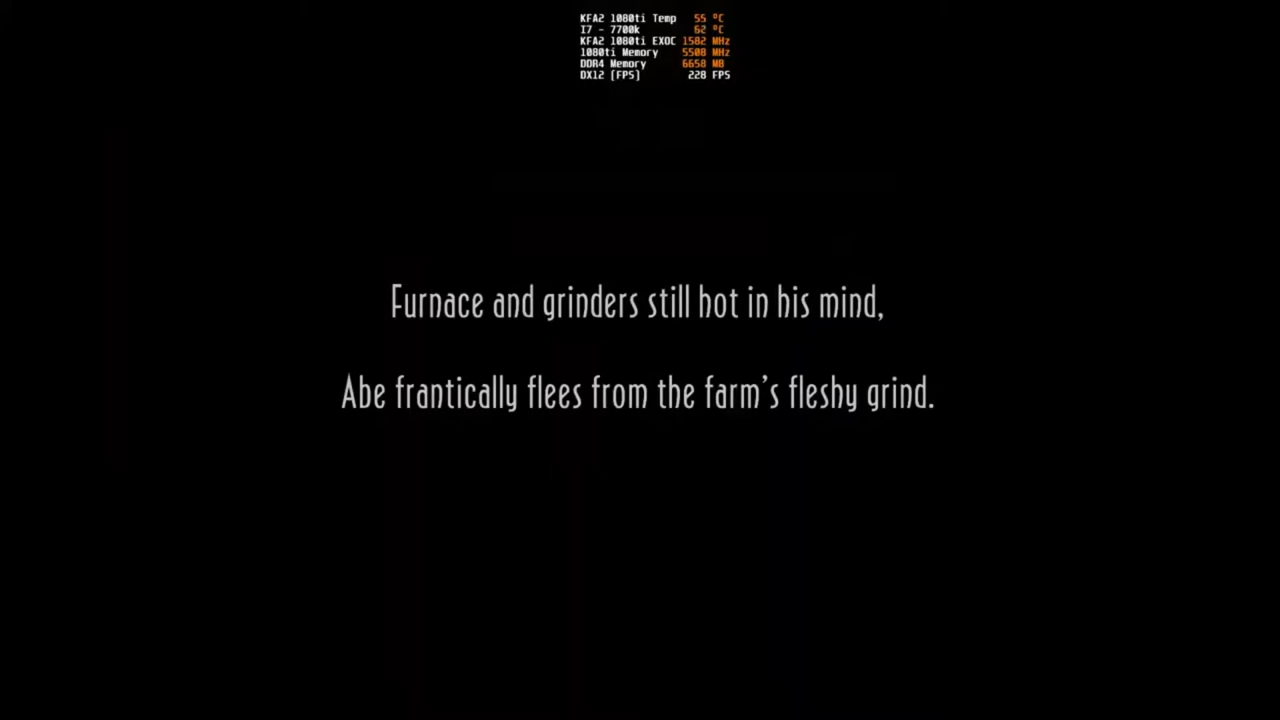 KFA2 1080ti Temp 55 ºC
I7 - 7700k 62 ºC
KFA2 1080ti EXOC 1582 MHz
1080ti Memory 5508 MHz
DDR4 Memory 6658 MB
DX12 [FPS] 228 FPS
Furnace and grinders still hot in his mind,
Abe frantically flees from the farm's fleshy grind.